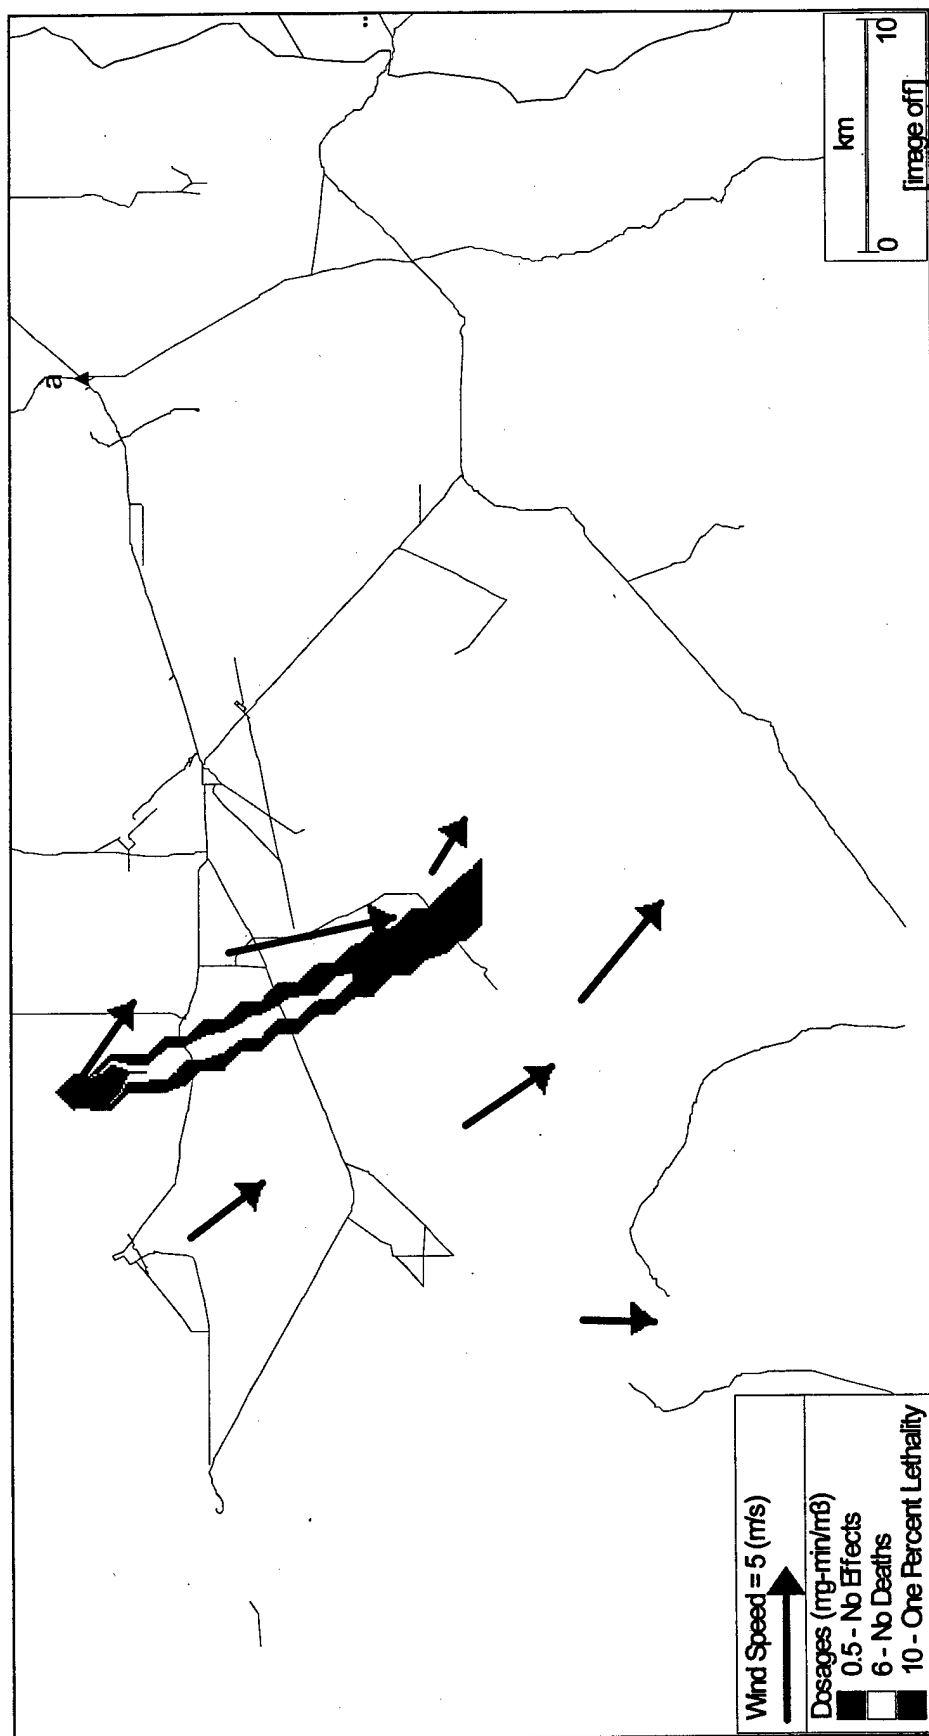 a
..
km
0 10
[image off]
Wind Speed = 5 (m/s)
Dosages (mg-min/m3)
0.5 - No Effects
6 - No Deaths
10 - One Percent Lethality